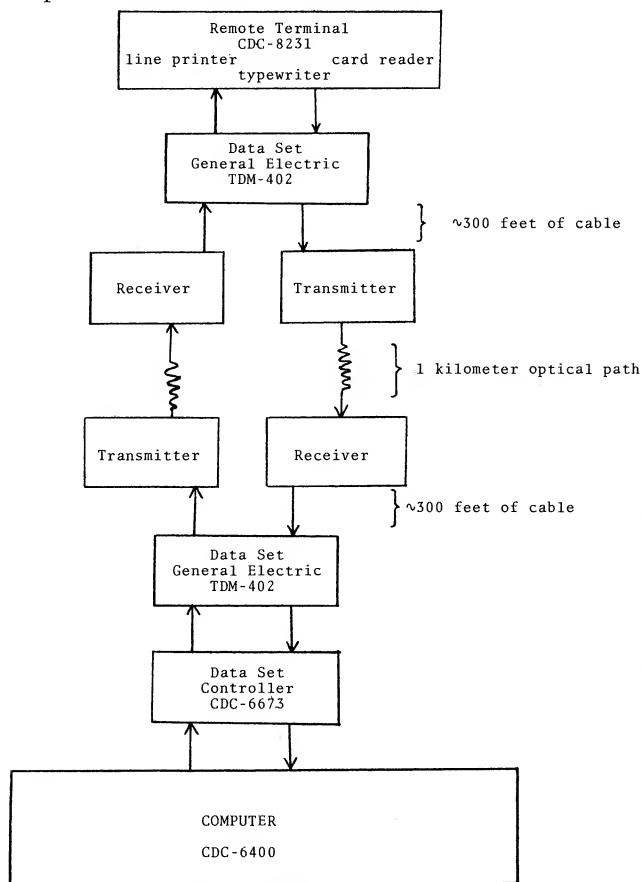 Remote Terminal
CDC-8231
line printer card reader
typewriter
Data Set
General Electric
TDM-402
~300 feet of cable
Receiver
Transmitter
1 kilometer optical path
Transmitter
Receiver
~300 feet of cable
Data Set
General Electric
TDM-402
Data Set
Controller
CDC-6673
COMPUTER
CDC-6400